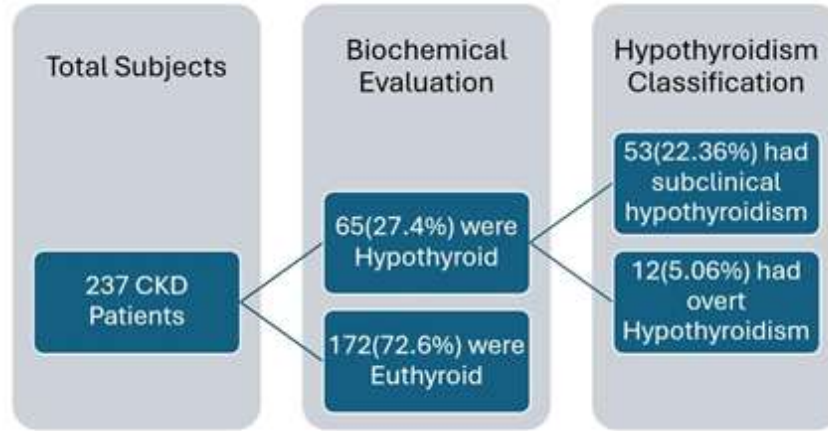 Total Subjects
237 CKD
Patients
Biochemical
Evaluation
65(27.4%) were
Hypothyroid
172(72.6%) were
Euthyroid
Hypothyroidism
Classification
53(22.36%) had
subclinical
hypothyroidism
12(5.06%) had
overt
Hypothyroidism